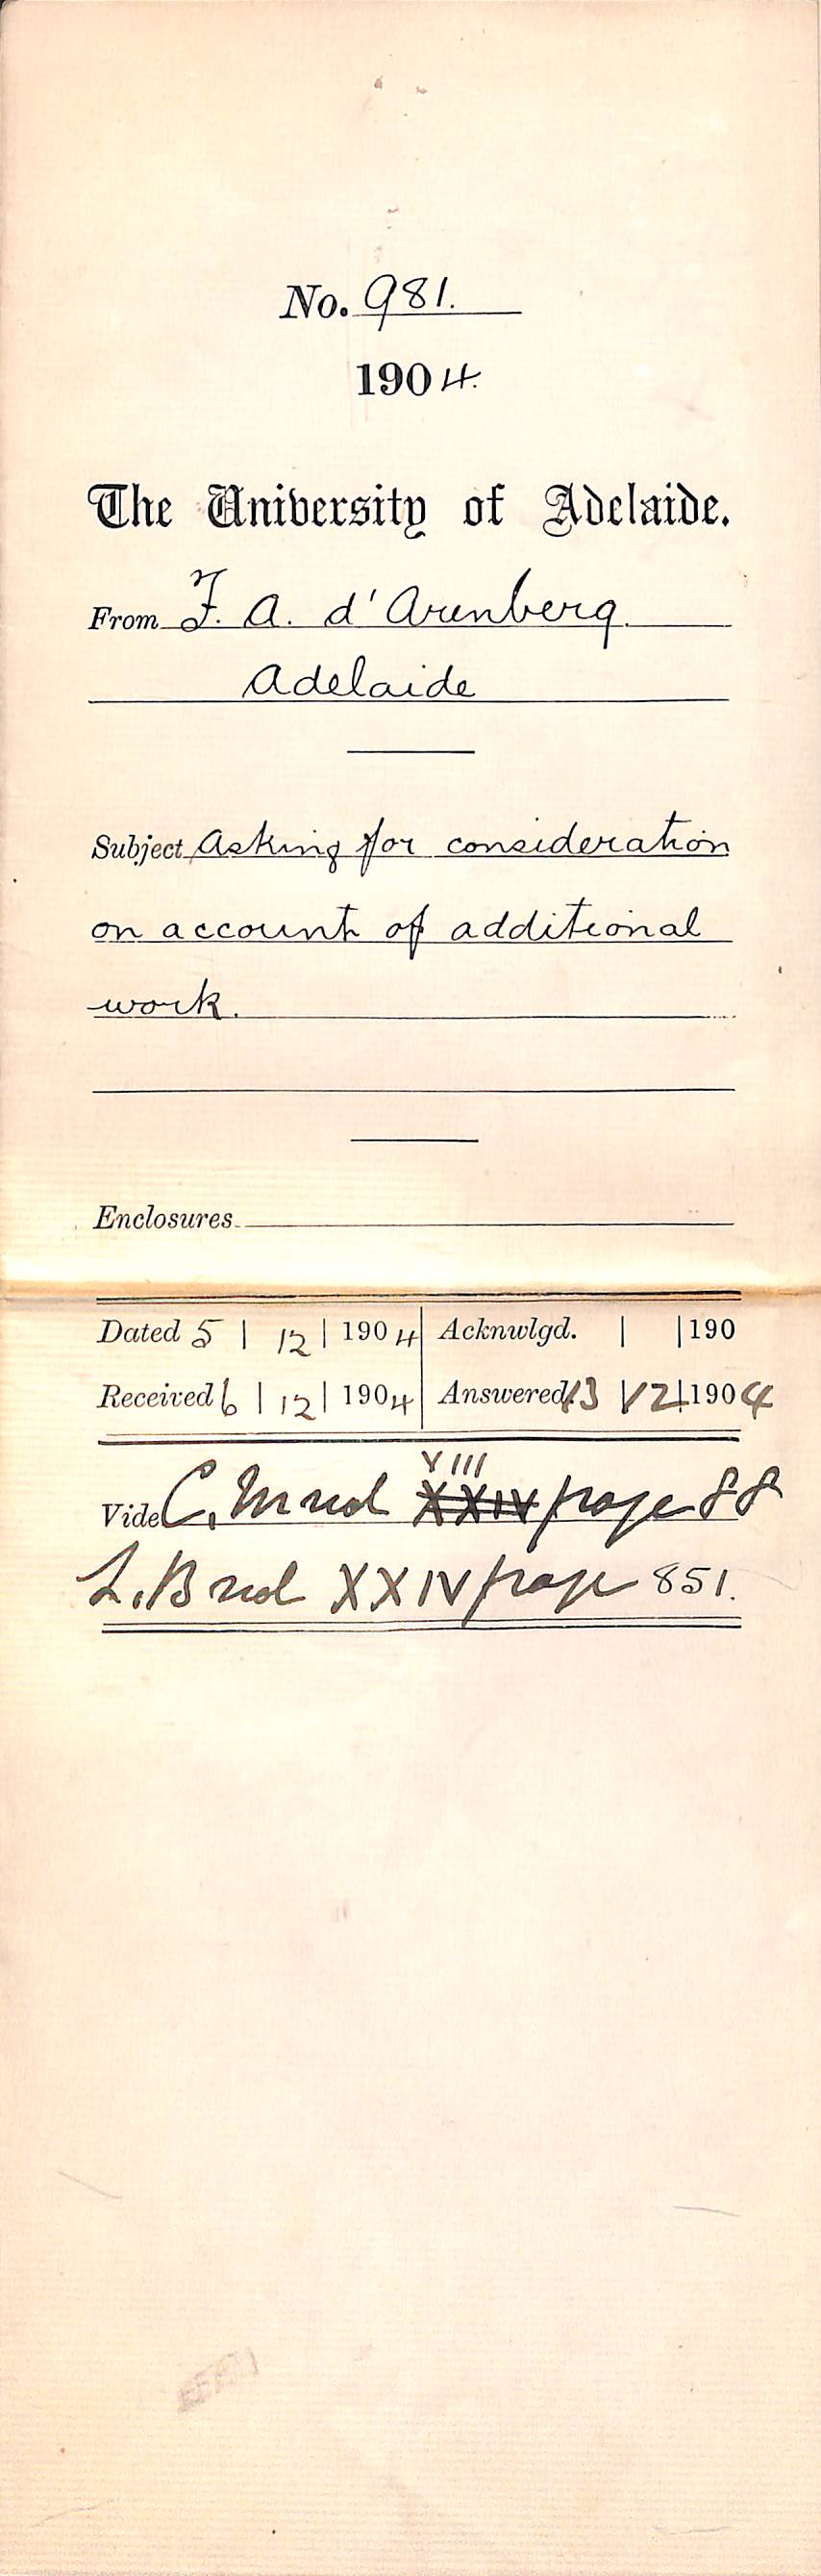 No. 981.
1904.
The University of Adelaide.
From F. A. d'Arenberg.
Adelaide
Subject Asking for consideration
on account of additional
work.
Enclosures
Dated 5 | 12 | 1904 Acknwlgd. | | 190
Received 6 | 12 | 1904 Answered 13 | 12 | 1904
VIII
Vide C. M vol XXIV page 88
L. B vol XXIV page 851.